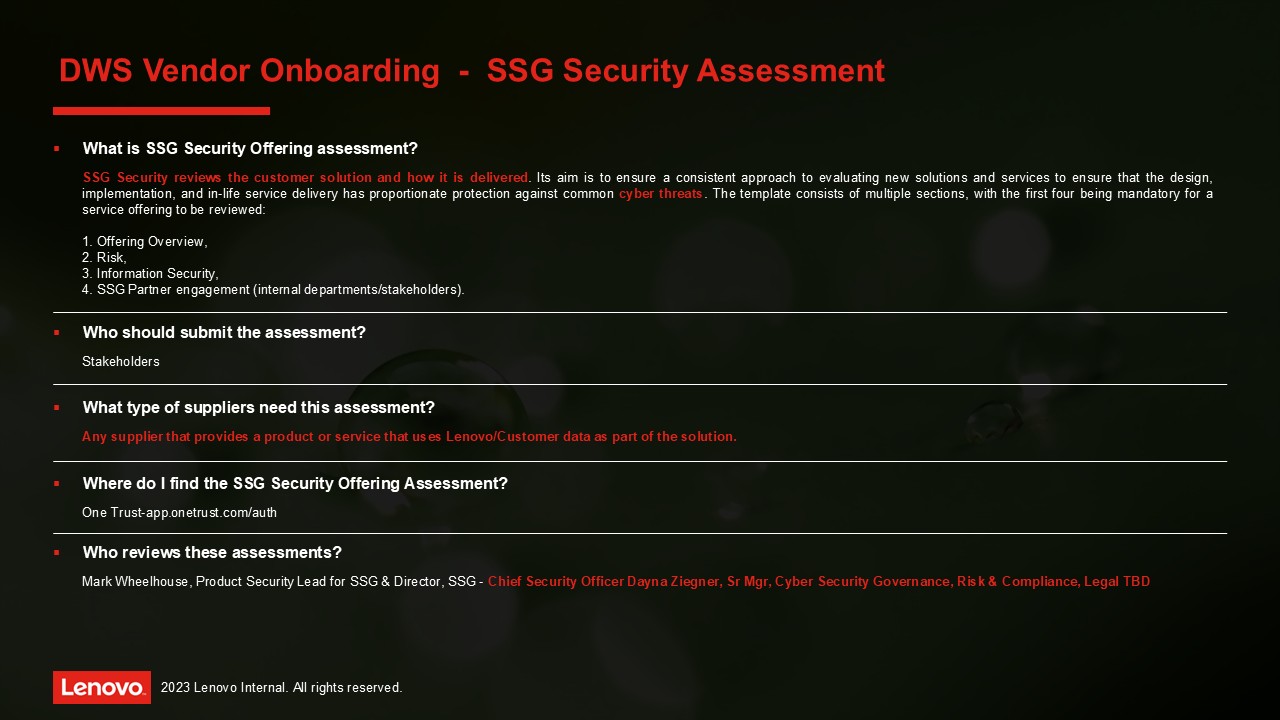 DWS Vendor Onboarding - SSG Security Assessment
What is SSG Security Offering assessment?
SSG Security reviews the customer solution and how it is delivered. Its aim is to ensure a consistent approach to evaluating new solutions and services to ensure that the design,
implementation, and in-life service delivery has proportionate protection against common cyber threats. The template consists of multiple sections, with the first four being mandatory for a
service offering to be reviewed:
1. Offering Overview,
2. Risk,
3. Information Security,
4. SSG Partner engagement (internal departments/stakeholders).
Who should submit the assessment?
Stakeholders
What type of suppliers need this assessment?
Any supplier that provides a product or service that uses Lenovo/Customer data as part of the solution.
Where do I find the SSG Security Offering Assessment?
One Trust-app.onetrust.com/auth
Who reviews these assessments?
Mark Wheelhouse, Product Security Lead for SSG & Director, SSG - Chief Security Officer Dayna Ziegner, Sr Mgr, Cyber Security Governance, Risk & Compliance, Legal TBD
Lenovo 2023 Lenovo Internal. All rights reserved.